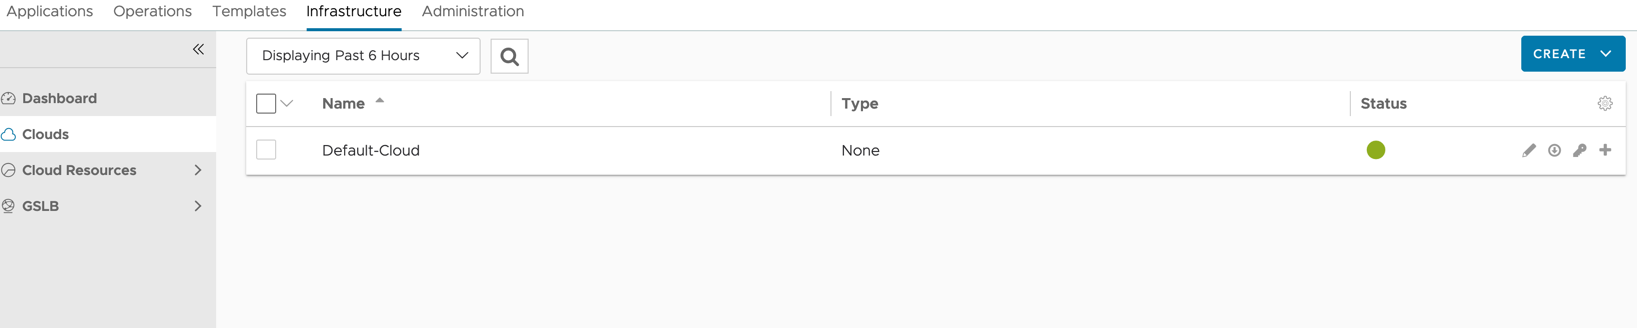 Applications Operations Templates Infrastructure Administration
Displaying Past 6 Hours
CREATE
Dashboard
Clouds
Cloud Resources
GSLB
Name Type Status
Default-Cloud None